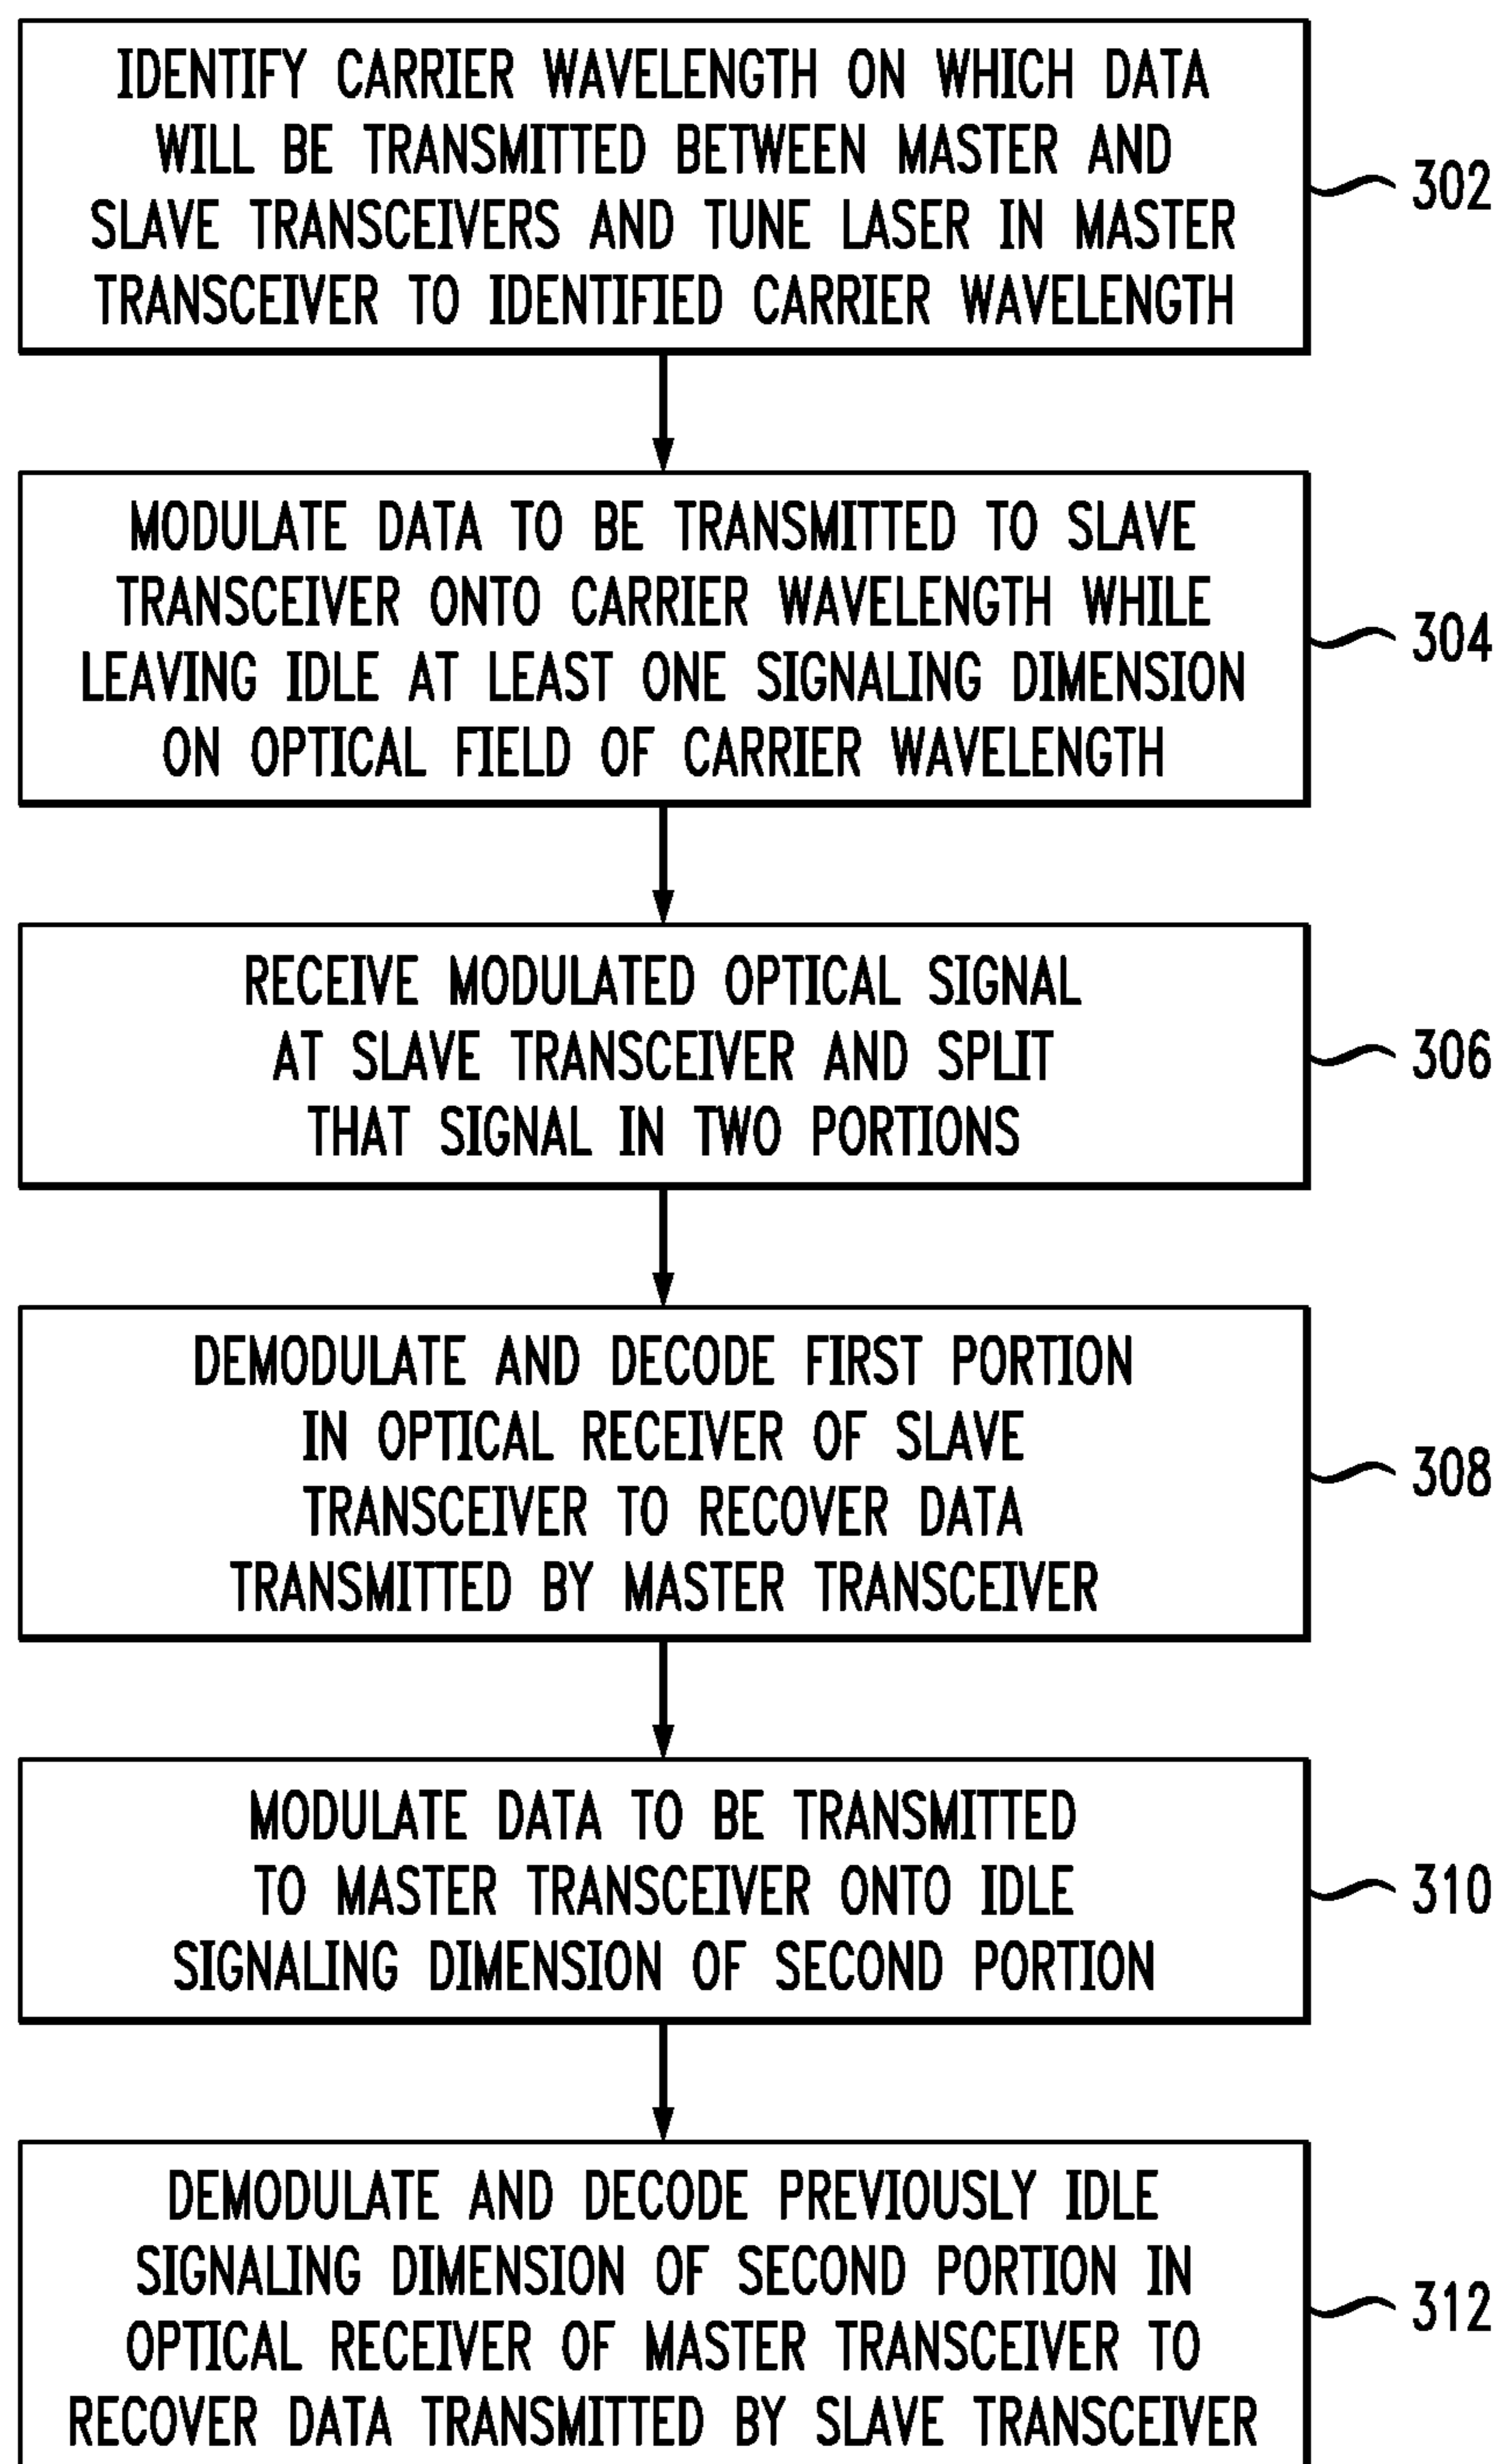 IDENTIFY CARRIER WAVELENGTH ON WHICH DATA
WILL BE TRANSMITTED BETWEEN MASTER AND
SLAVE TRANSCEIVERS AND TUNE LASER IN MASTER
TRANSCEIVER TO IDENTIFIED CARRIER WAVELENGTH
302
MODULATE DATA TO BE TRANSMITTED TO SLAVE
TRANSCEIVER ONTO CARRIER WAVELENGTH WHILE
LEAVING IDLE AT LEAST ONE SIGNALING DIMENSION
ON OPTICAL FIELD OF CARRIER WAVELENGTH
304
RECEIVE MODULATED OPTICAL SIGNAL
AT SLAVE TRANSCEIVER AND SPLIT
THAT SIGNAL IN TWO PORTIONS
306
DEMODULATE AND DECODE FIRST PORTION
IN OPTICAL RECEIVER OF SLAVE
TRANSCEIVER TO RECOVER DATA
TRANSMITTED BY MASTER TRANSCEIVER
308
MODULATE DATA TO BE TRANSMITTED
TO MASTER TRANSCEIVER ONTO IDLE
SIGNALING DIMENSION OF SECOND PORTION
310
DEMODULATE AND DECODE PREVIOUSLY IDLE
SIGNALING DIMENSION OF SECOND PORTION IN
OPTICAL RECEIVER OF MASTER TRANSCEIVER TO
RECOVER DATA TRANSMITTED BY SLAVE TRANSCEIVER
312